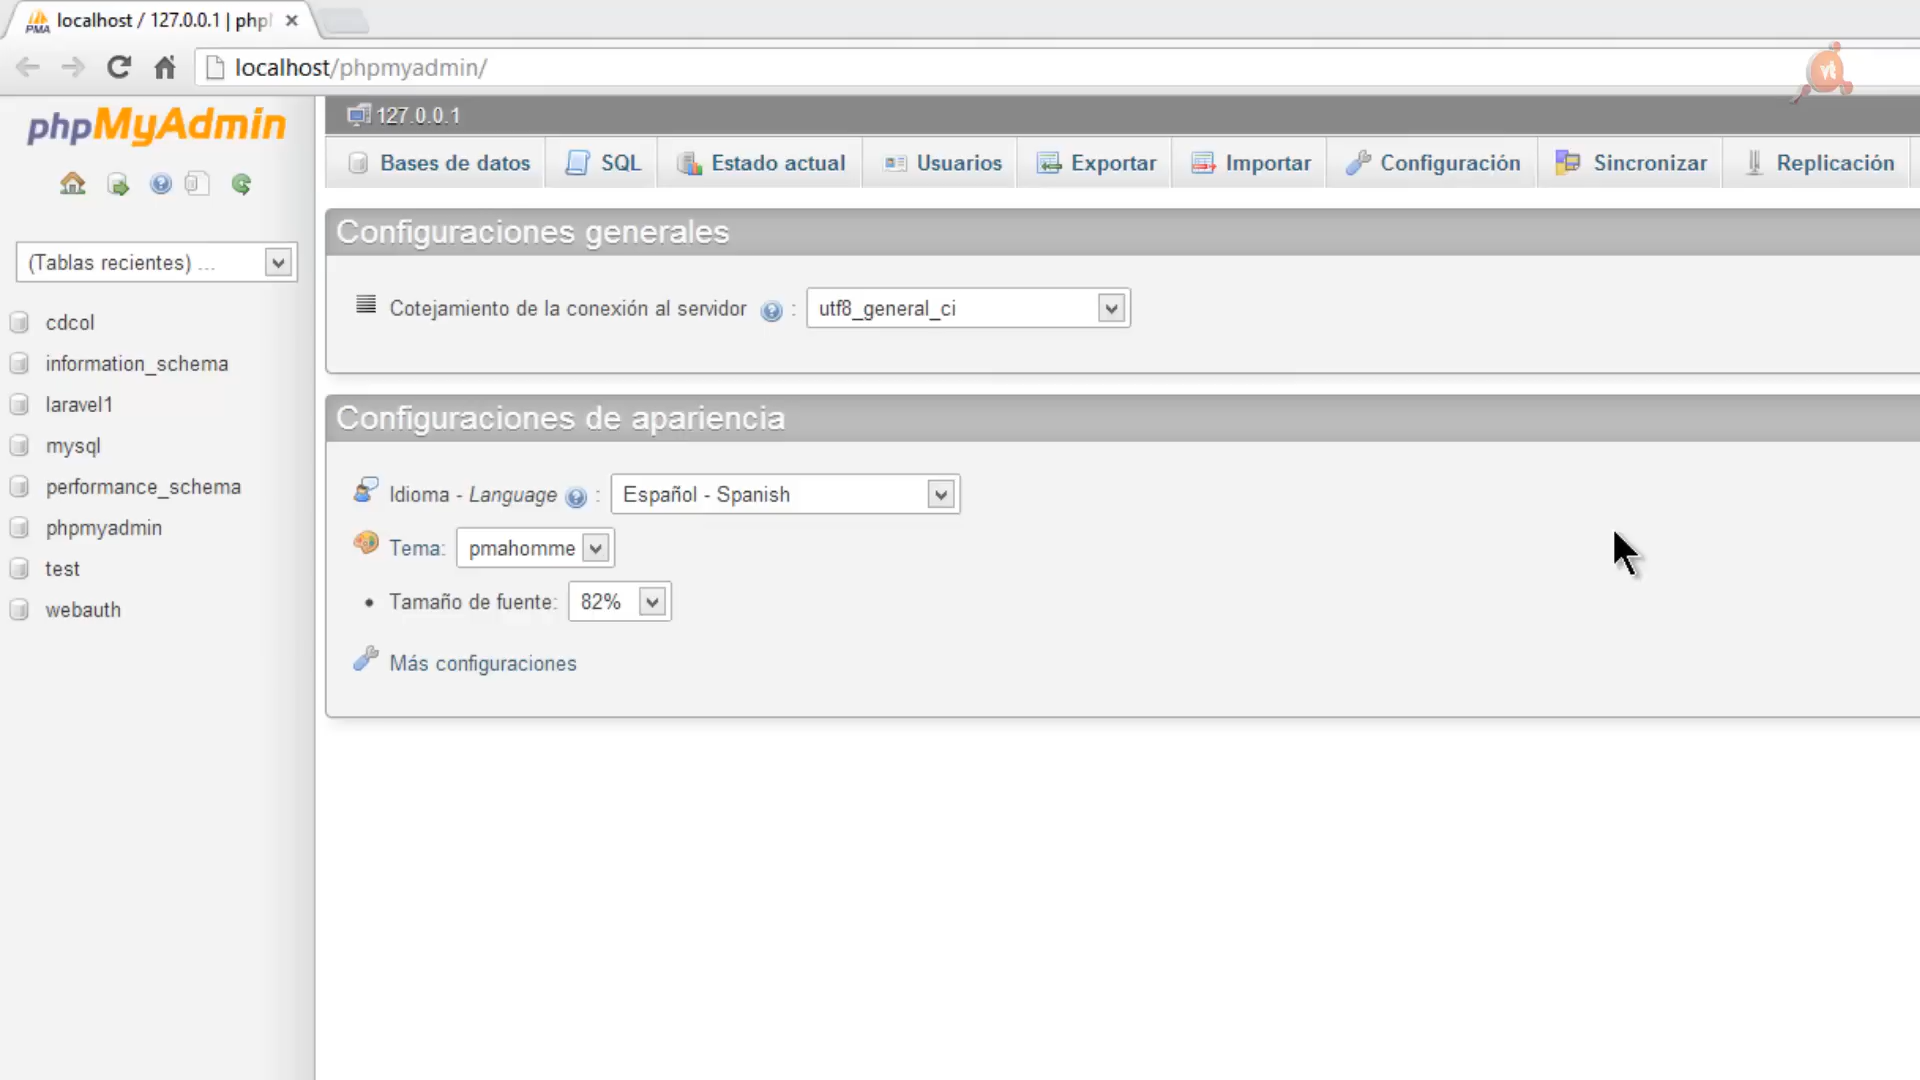 localhost / 127.0.0.1 | php
localhost/phpmyadmin/
phpMyAdmin
127.0.0.1
Bases de datos SQL Estado actual Usuarios Exportar Importar Configuración Sincronizar Replicación
(Tablas recientes) ...
cdcol
information_schema
laravel1
mysql
performance_schema
phpmyadmin
test
webauth
Configuraciones generales
Cotejamiento de la conexión al servidor : utf8_general_ci
Configuraciones de apariencia
Idioma - Language : Español - Spanish
Tema: pmahomme
• Tamaño de fuente: 82%
Más configuraciones
PMA
vt